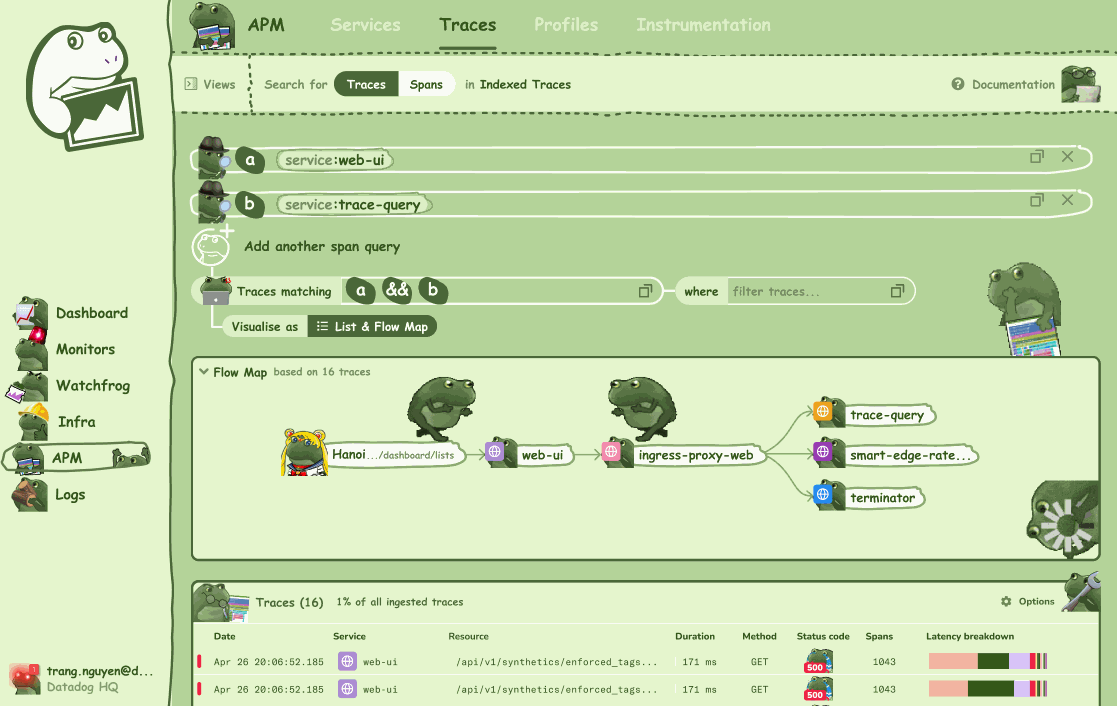 APM Services Traces Profiles Instrumentation
Views Search for Traces Spans in Indexed Traces Documentation
a service:web-ui
b service:trace-query
Add another span query
Traces matching a && b where filter traces...
Visualise as List & Flow Map
Dashboard
Monitors
Watchfrog
Infra
APM
Logs
trang.nguyen@d...
Datadog HQ
1
Flow Map based on 16 traces
Hanoi.../dashboard/lists
web-ui
ingress-proxy-web
trace-query
smart-edge-rate...
terminator
Traces (16) 1% of all ingested traces Options
Date Service Resource Duration Method Status code Spans Latency breakdown
Apr 26 20:06:52.185 web-ui /api/v1/synthetics/enforced_tags... 171 ms GET 500 1043
Apr 26 20:06:52.185 web-ui /api/v1/synthetics/enforced_tags... 171 ms GET 500 1043